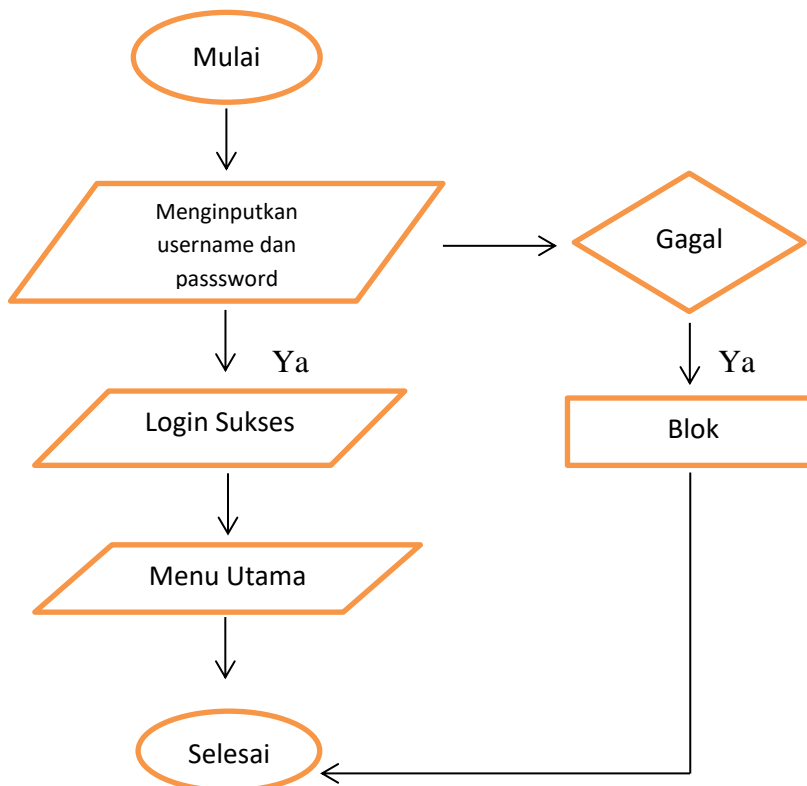 Mulai
Menginputkan
username dan
passsword
Gagal
Ya
Ya
Login Sukses
Blok
Menu Utama
Selesai